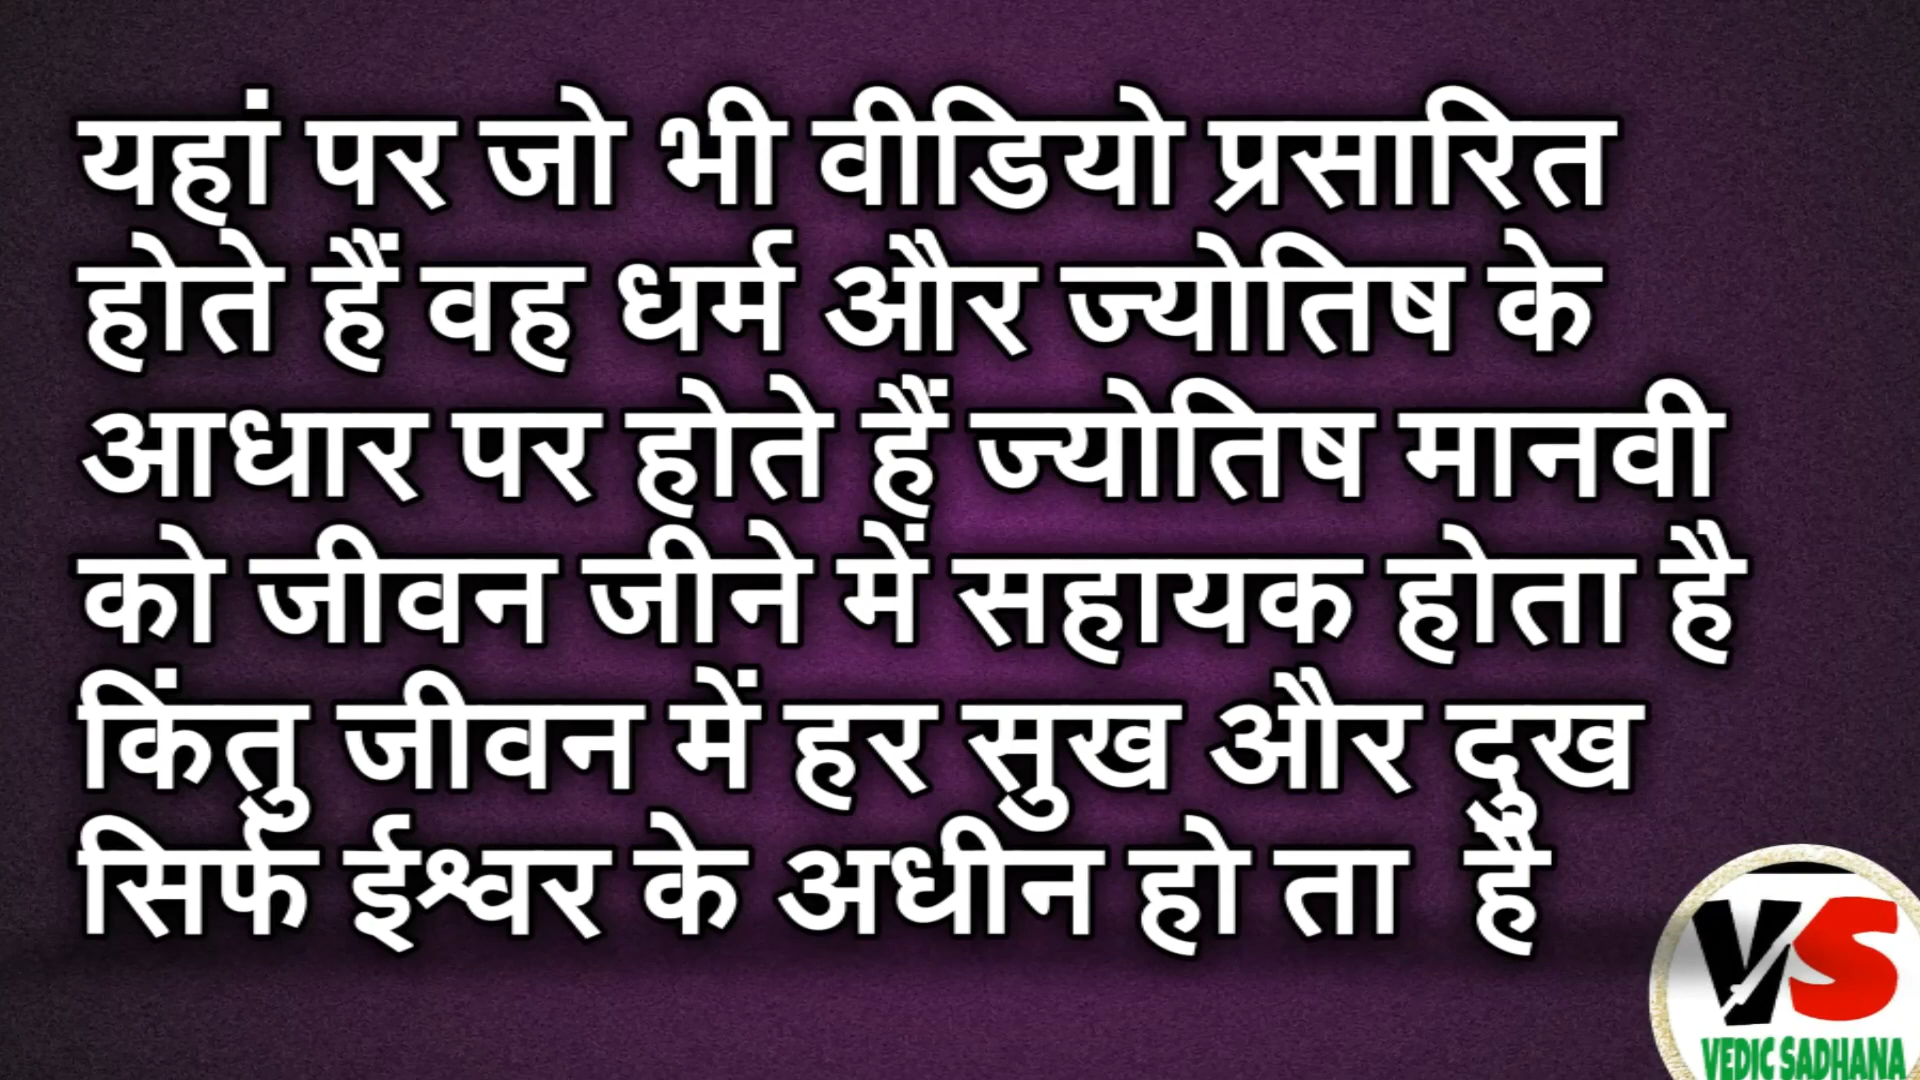 यहां पर जो भी वीडियो प्रसारित
होते हैं वह धर्म और ज्योतिष के
आधार पर होते हैं ज्योतिष मानवी
को जीवन जीने में सहायक होता है
किंतु जीवन में हर सुख और दुख
सिर्फ ईश्वर के अधीन हो ता  है
VS
VEDIC SADHANA